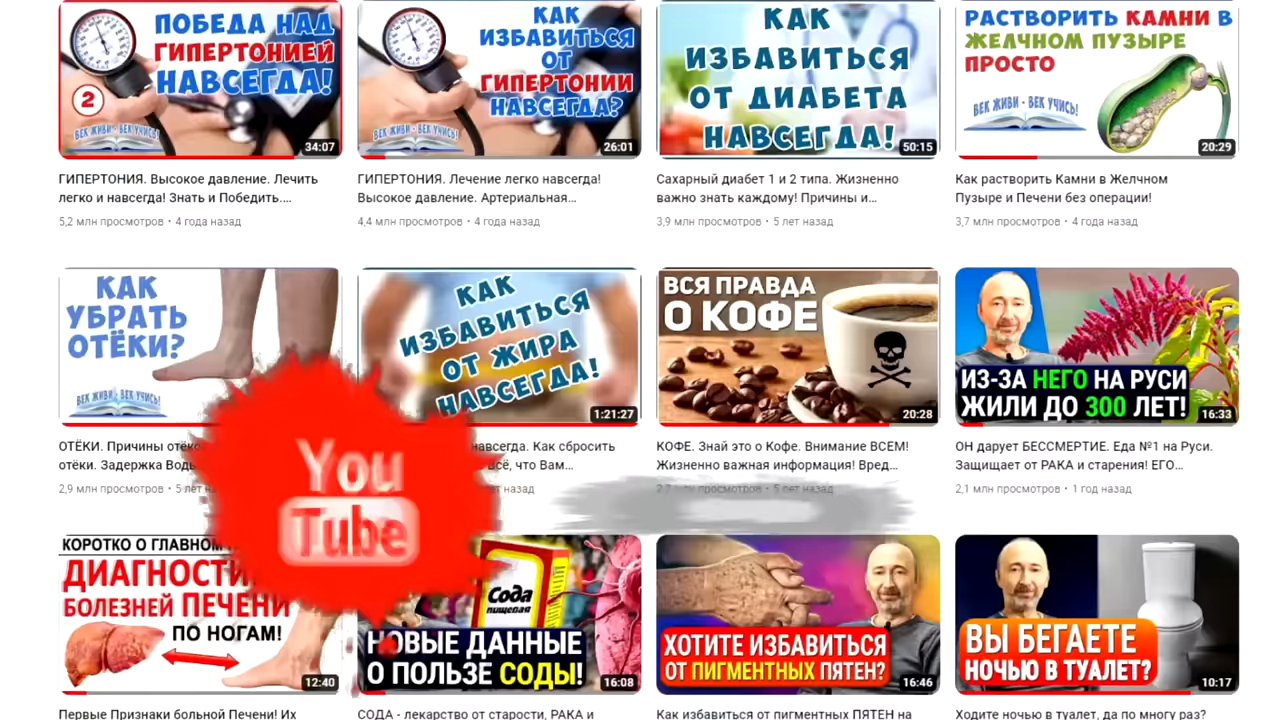 ПОБЕДА НАД
ГИПЕРТОНИЕЙ
НАВСЕГДА!
2
ВЕК ЖИВИ - ВЕК УЧИСЬ!
34:07
ГИПЕРТОНИЯ. Высокое давление. Лечить
легко и навсегда! Знать и Победить....
5,2 млн просмотров • 4 года назад
КАК
ИЗБАВИТЬСЯ
ОТ
ГИПЕРТОНИИ
НАВСЕГДА?
ВЕК ЖИВИ - ВЕК УЧИСЬ!
26:01
ГИПЕРТОНИЯ. Лечение легко навсегда!
Высокое давление. Артериальная…
4,4 млн просмотров • 4 года назад
КАК
ИЗБАВИТЬСЯ
ОТ ДИАБЕТА
НАВСЕГДА!
50:15
Сахарный диабет 1 и 2 типа. Жизненно
важно знать каждому! Причины и…
3,9 млн просмотров • 5 лет назад
РАСТВОРИТЬ КАМНИ В
ЖЕЛЧНОМ ПУЗЫРЕ
ПРОСТО
ВЕК ЖИВИ - ВЕК УЧИСЬ!
20:29
Как растворить Камни в Желчном
Пузыре и Печени без операции!
3,7 млн просмотров • 4 года назад
КАК
УБРАТЬ
ОТЁКИ?
ВЕК ЖИВИ - ВЕК УЧИСЬ!
ОТЁКИ. Причины
отёки. Задержка
2,9 млн просмотров • 5 лет
КАК
ИЗБАВИТЬСЯ
ОТ ЖИРА
НАВСЕГДА!
1:21:27
навсегда. Как сбросить
что Вам…
назад
ВСЯ ПРАВДА
О КОФЕ
20:28
КОФЕ. Знай это о Кофе. Внимание ВСЕМ!
Жизненно важная информация! Вред…
2,7 млн просмотров • 5 лет назад
ИЗ-ЗА НЕГО НА РУСИ
ЖИЛИ ДО 300 ЛЕТ!
16:33
ОН дарует БЕССМЕРТИЕ. Еда №1 на Руси.
Защищает от РАКА и старения! ЕГО…
2,1 млн просмотров • 1 год назад
You
Tube
КОРОТКО О ГЛАВНОМ
БОЛЕЗНЕЙ ПЕЧЕНИ
ПО НОГАМ!
12:40
Первые Признаки больной Печени! Их
Сода
пищевая
НОВЫЕ ДАННЫЕ
О ПОЛЬЗЕ СОДЫ!
16:08
СОДА - лекарство от старости, РАКА и
ХОТИТЕ ИЗБАВИТЬСЯ
ОТ ПИГМЕНТНЫХ ПЯТЕН?
16:46
Как избавиться от пигментных ПЯТЕН на
ВЫ БЕГАЕТЕ
НОЧЬЮ В ТУАЛЕТ?
10:17
Ходите ночью в туалет, да по многу раз?